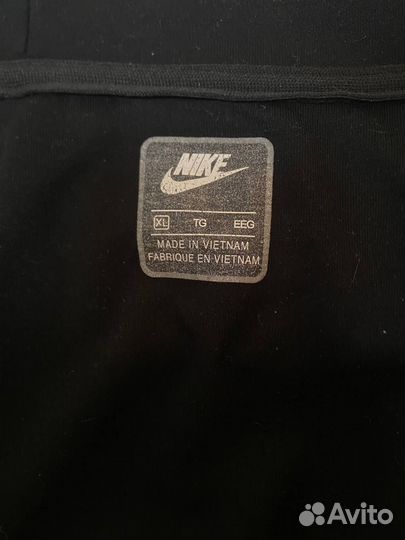 NIKE
XL TG EEG
MADE IN VIETNAM
FABRIQUE EN VIETNAM
Avito